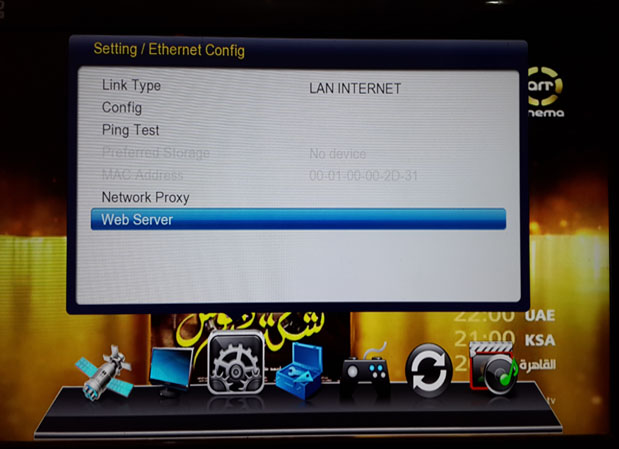 Setting / Ethernet Config
Link Type LAN INTERNET
Config
Ping Test
Preferred Storage No device
MAC Address 00-01-00-00-2D-31
Network Proxy
Web Server
art
nema
22:00 UAE
21:00 KSA
القاهرة
tv